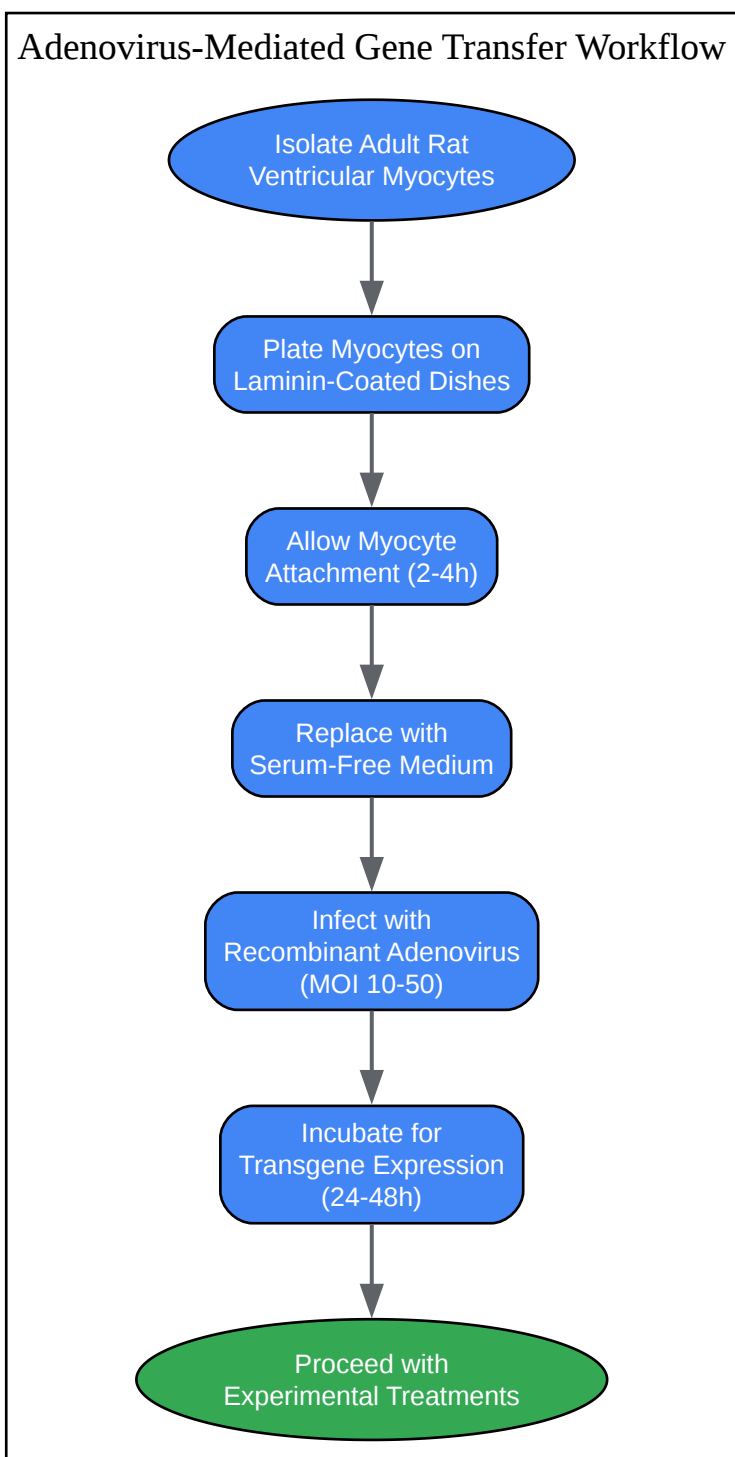 Adenovirus-Mediated Gene Transfer Workflow
Isolate Adult Rat
Ventricular Myocytes
Plate Myocytes on
Laminin-Coated Dishes
Allow Myocyte
Attachment (2-4h)
Replace with
Serum-Free Medium
Infect with
Recombinant Adenovirus
(MOI 10-50)
Incubate for
Transgene Expression
(24-48h)
Proceed with
Experimental Treatments